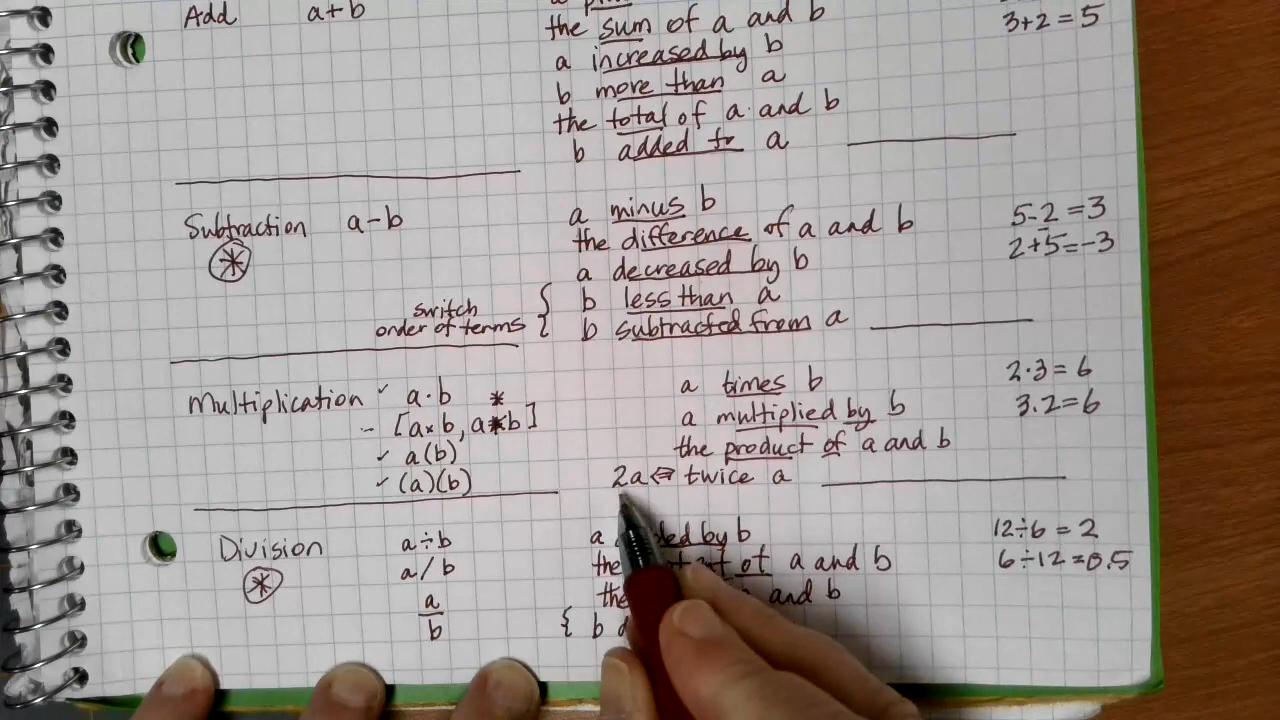 Add a+b
the sum of a and b
3+2=5
a increased by b
b more than a
the total of a and b
b added to a
Subtraction a-b
a minus b
5-2=3
the difference of a and b
2+5=-3
a decreased by b
switch
order of terms
{ b less than a
b subtracted from a
Multiplication ✓ a·b *
a times b
2·3=6
- [a×b, a*b]
a multiplied by b
3.2=6
✓ a(b)
the product of a and b
✓ (a)(b)
2a ⇔ twice a
Division a÷b
a by b
12÷6=2
a/b
the of a and b
6÷12=0.5
a
b
the and b
{ b